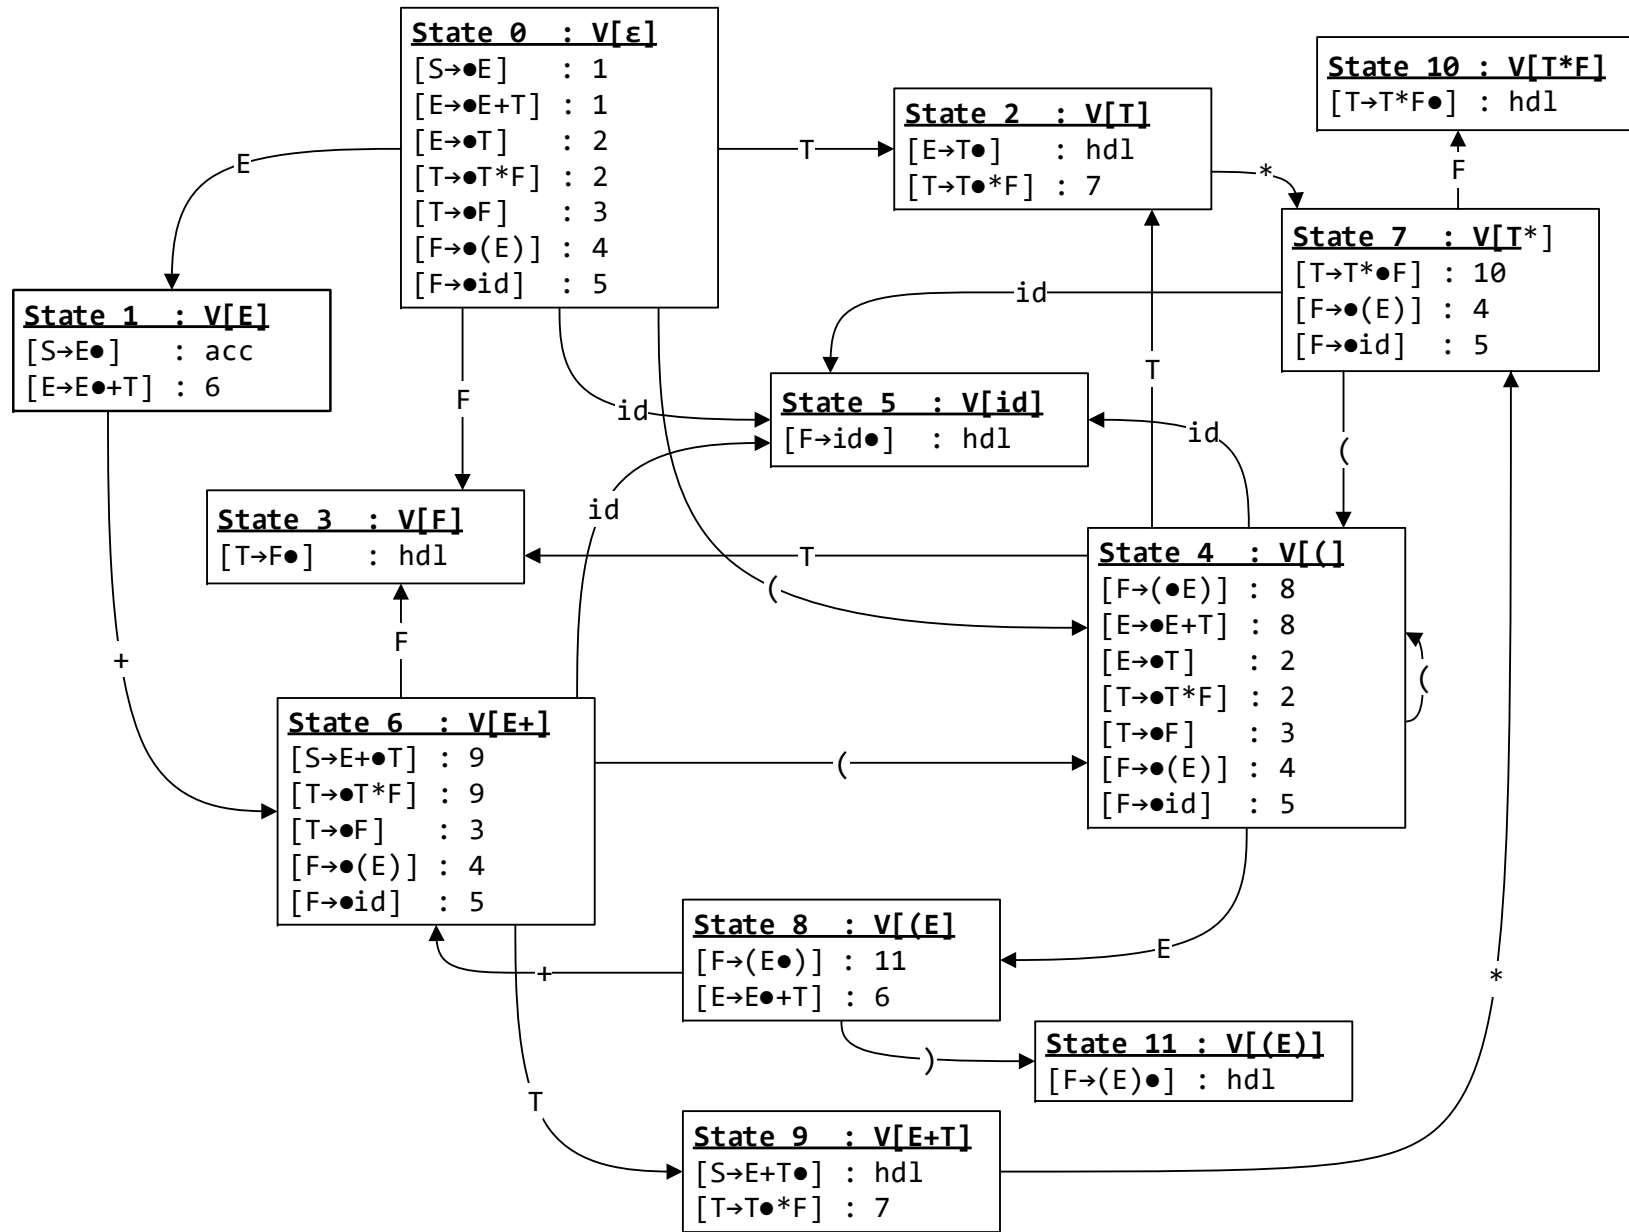 State 0  : V[ε]
[S→●E]   : 1
[E→●E+T] : 1
[E→●T]   : 2
[T→●T*F] : 2
[T→●F]   : 3
[F→●(E)] : 4
[F→●id]  : 5
State 10 : V[T*F]
[T→T*F●] : hdl
State 2  : V[T]
[E→T●]   : hdl
[T→T●*F] : 7
E
T
*
F
State 7  : V[T*]
[T→T*●F] : 10
[F→●(E)] : 4
[F→●id]  : 5
State 1  : V[E]
[S→E●]   : acc
[E→E●+T] : 6
id
T
F
id
State 5  : V[id]
[F→id●]  : hdl
id
(
State 3  : V[F]
[T→F●]   : hdl
id
T
(
State 4  : V[(]
[F→(●E)] : 8
[E→●E+T] : 8
[E→●T]   : 2
[T→●T*F] : 2
[T→●F]   : 3
[F→●(E)] : 4
[F→●id]  : 5
F
+
(
State 6  : V[E+]
[S→E+●T] : 9
[T→●T*F] : 9
[T→●F]   : 3
[F→●(E)] : 4
[F→●id]  : 5
(
State 8  : V[(E]
[F→(E●)] : 11
[E→E●+T] : 6
E
+
*
)
State 11 : V[(E)]
[F→(E)●] : hdl
T
State 9  : V[E+T]
[S→E+T●] : hdl
[T→T●*F] : 7